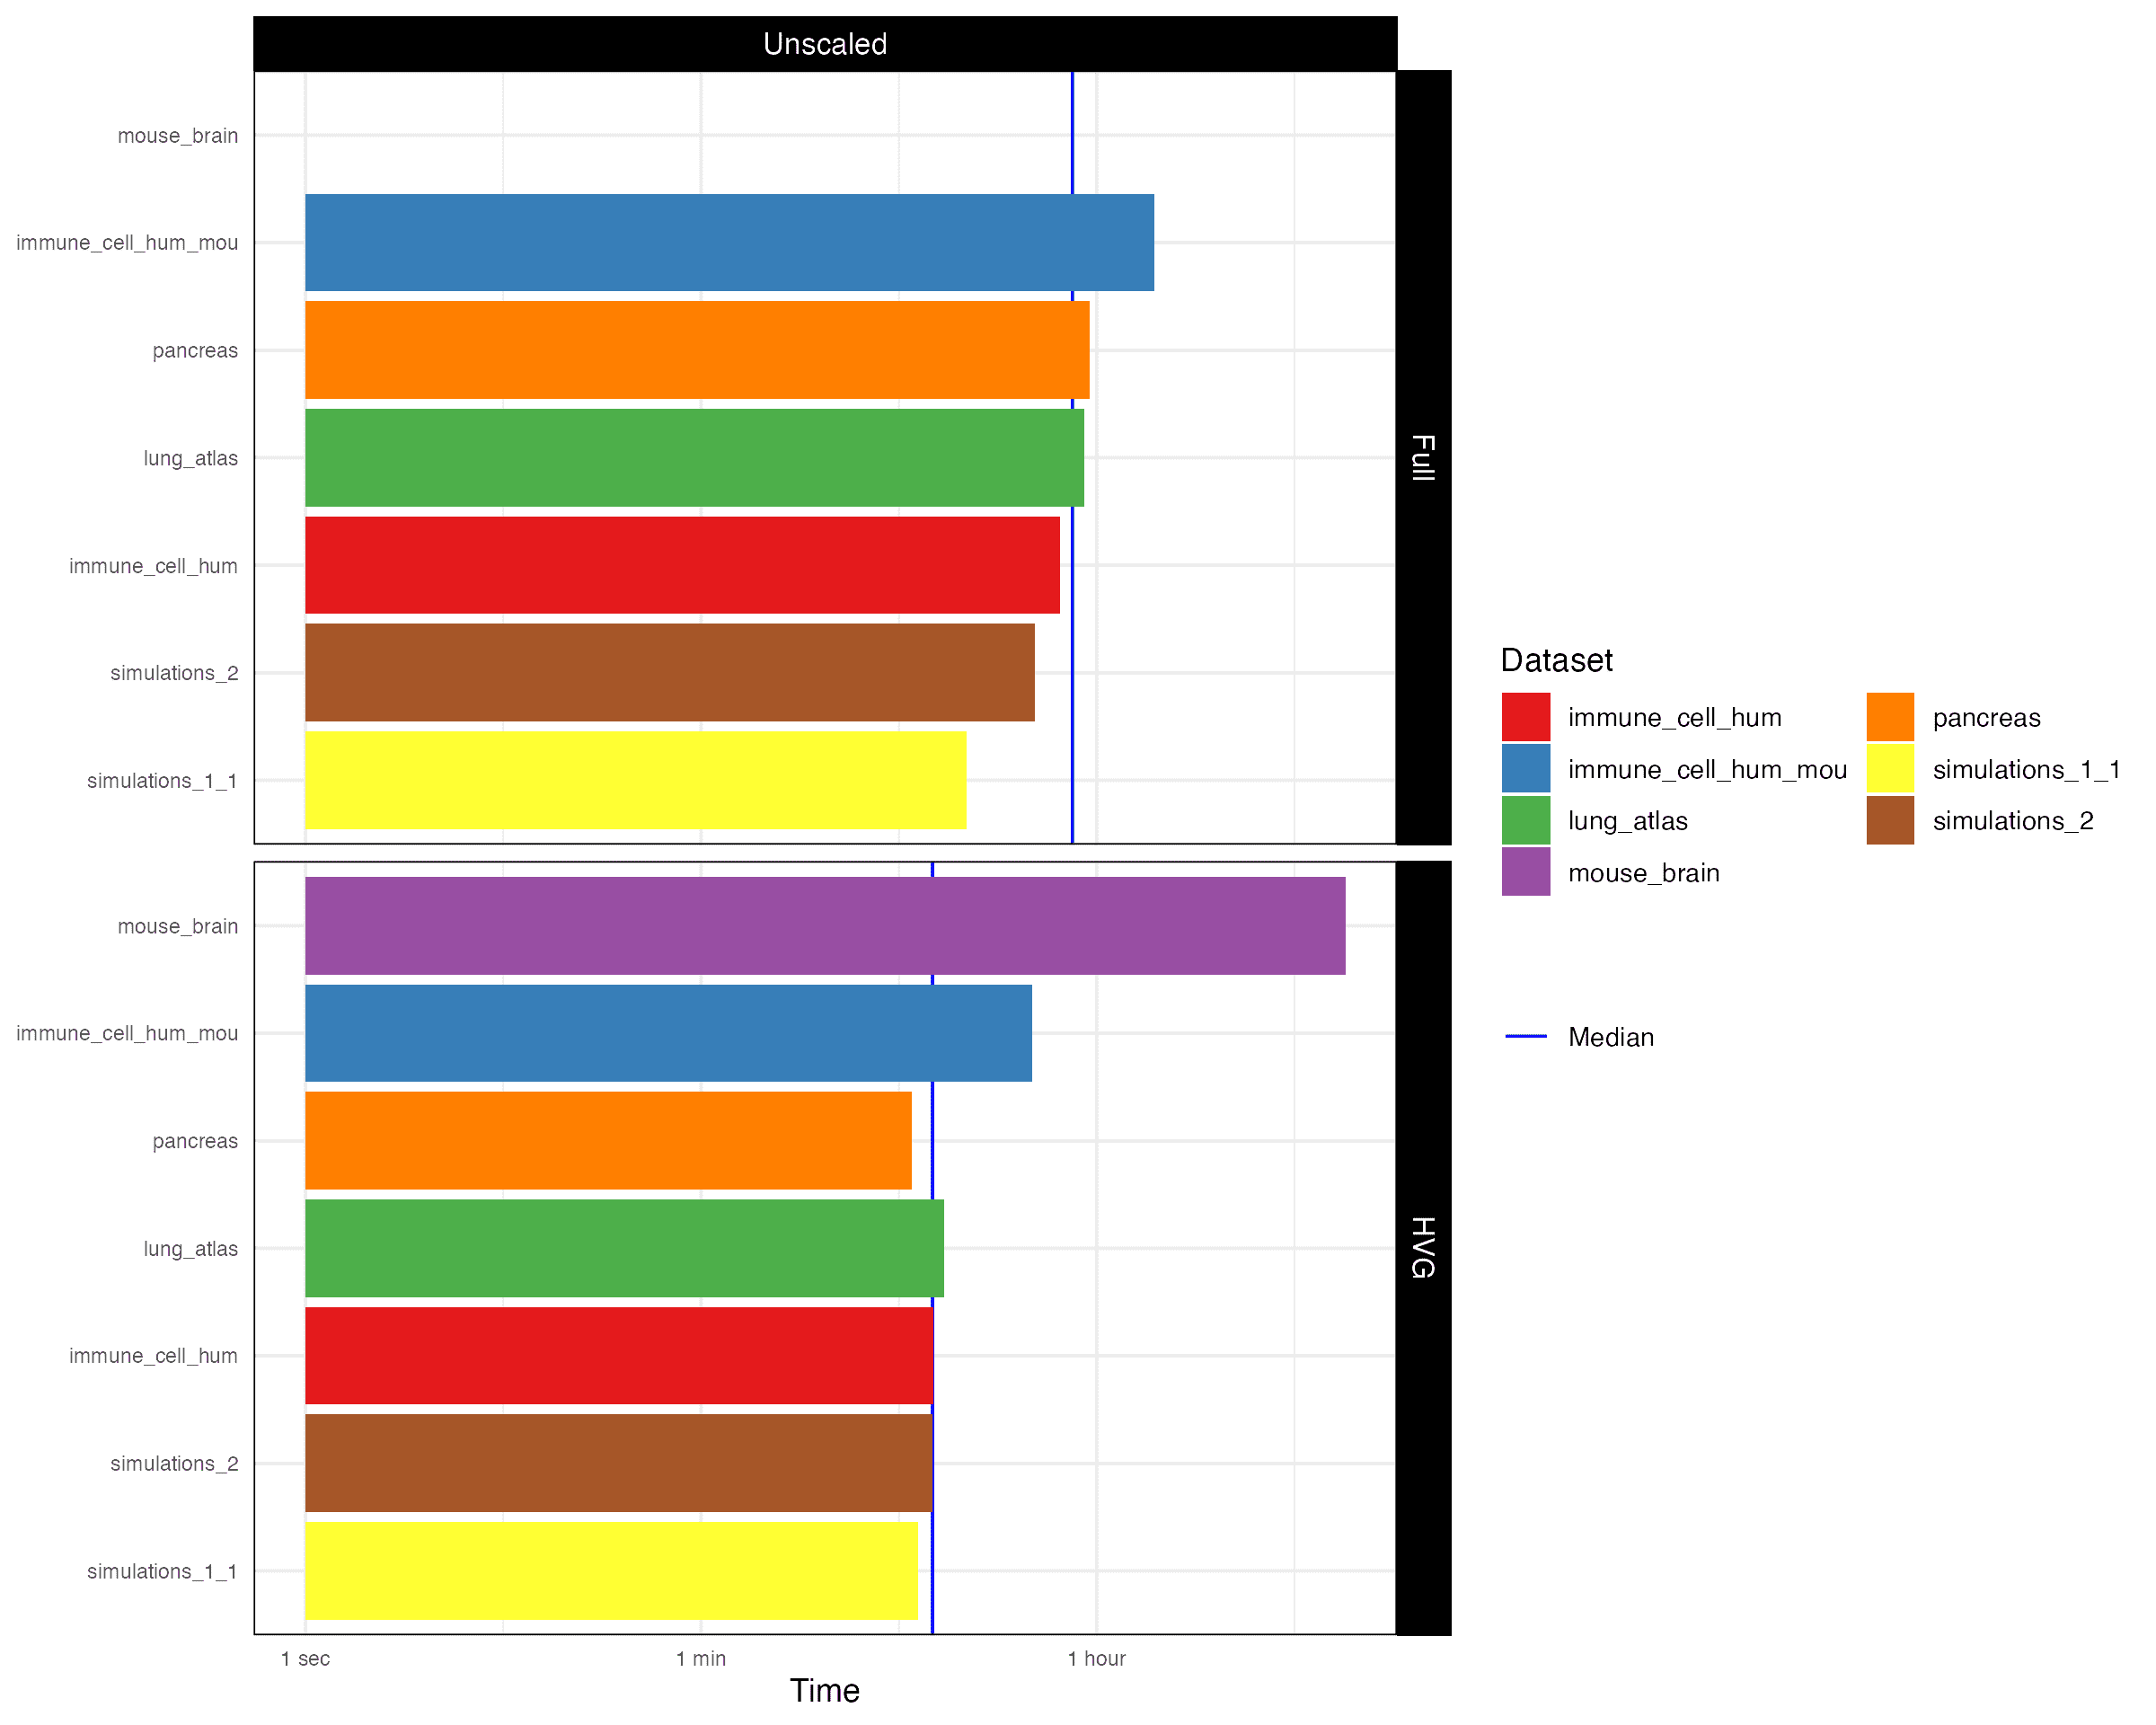 Unscaled
mouse_brain
immune_cell_hum_mou
pancreas
lung_atlas
immune_cell_hum
simulations_2
simulations_1_1
Full
mouse_brain
immune_cell_hum_mou
pancreas
lung_atlas
immune_cell_hum
simulations_2
simulations_1_1
HVG
1 sec
1 min
1 hour
Time
Dataset
immune_cell_hum
immune_cell_hum_mou
lung_atlas
mouse_brain
pancreas
simulations_1_1
simulations_2
Median